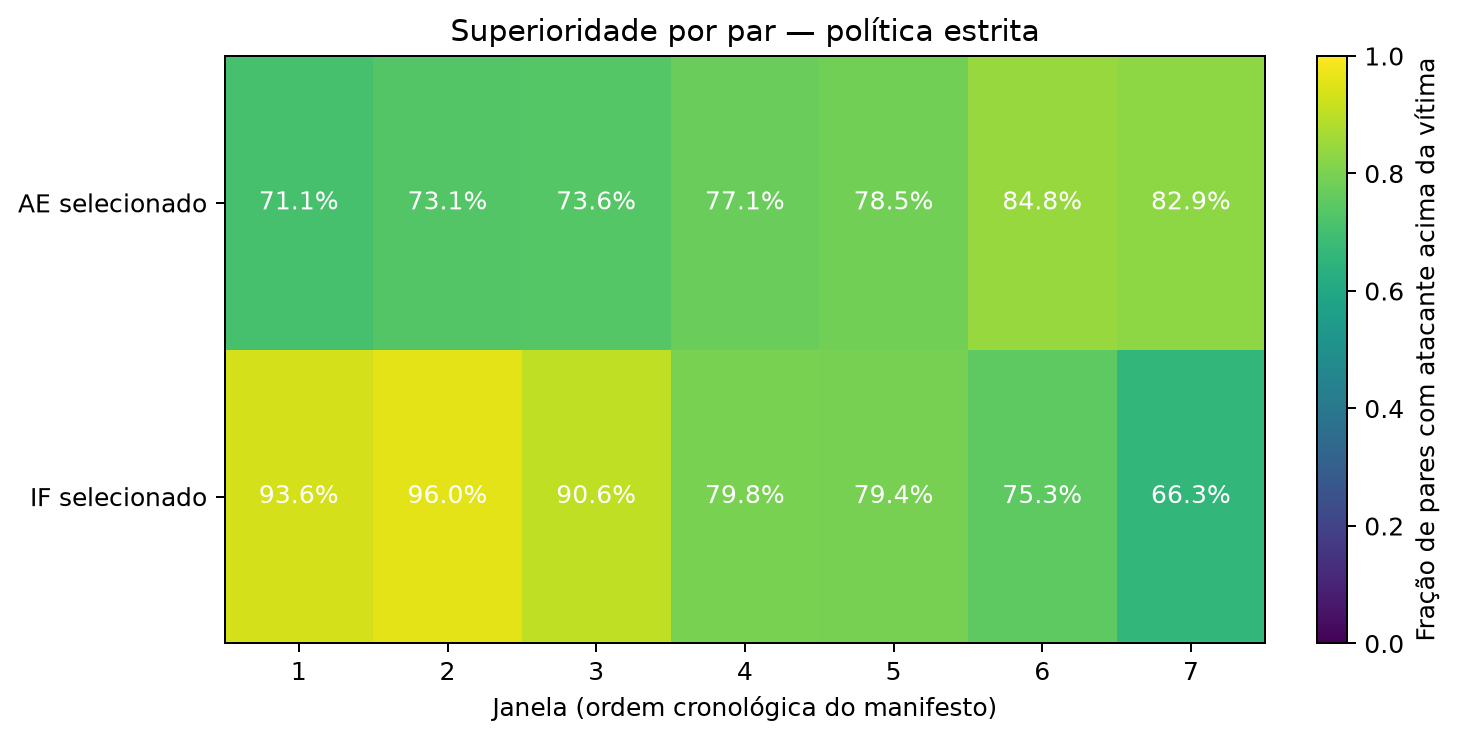 Superioridade por par — política estrita
AE selecionado
71.1% 73.1% 73.6% 77.1% 78.5% 84.8% 82.9%
IF selecionado
93.6% 96.0% 90.6% 79.8% 79.4% 75.3% 66.3%
1 2 3 4 5 6 7
Janela (ordem cronológica do manifesto)
1.0
0.8
0.6
0.4
0.2
0.0
Fração de pares com atacante acima da vítima